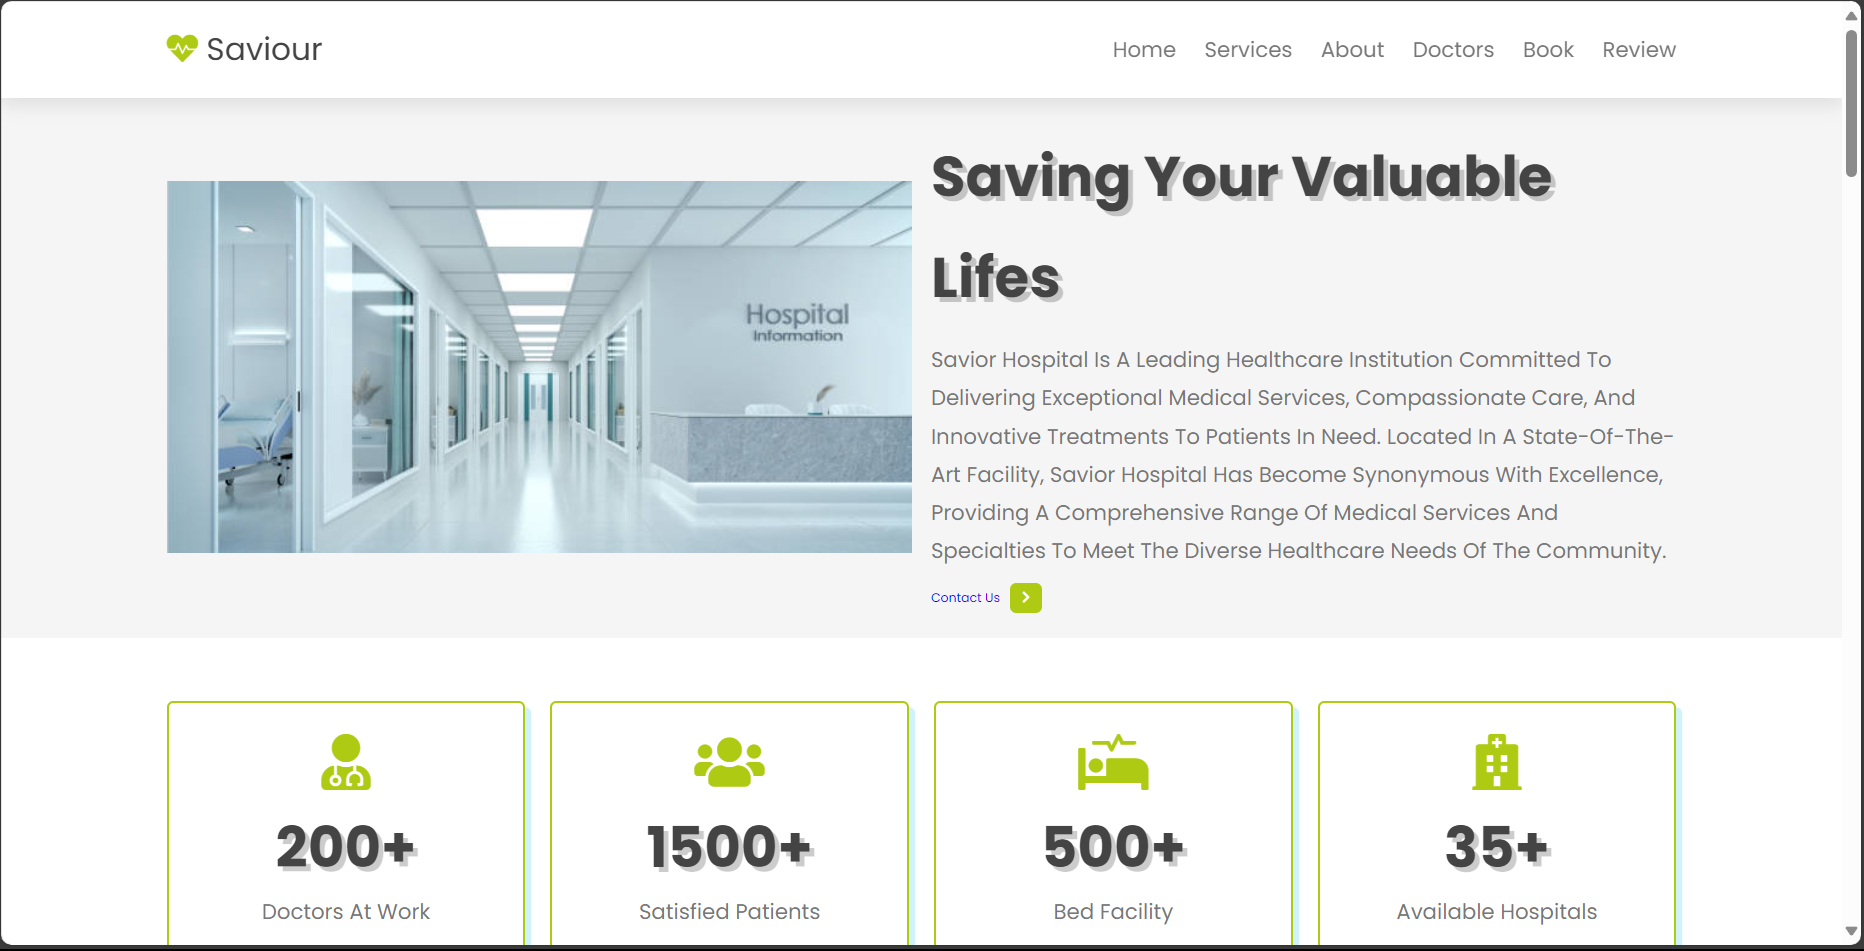 Saviour
Home Services About Doctors Book Review
Hospital
Information
Saving Your Valuable
Lifes
Savior Hospital Is A Leading Healthcare Institution Committed To
Delivering Exceptional Medical Services, Compassionate Care, And
Innovative Treatments To Patients In Need. Located In A State-Of-The-
Art Facility, Savior Hospital Has Become Synonymous With Excellence,
Providing A Comprehensive Range Of Medical Services And
Specialties To Meet The Diverse Healthcare Needs Of The Community.
Contact Us
200+
Doctors At Work
1500+
Satisfied Patients
500+
Bed Facility
35+
Available Hospitals